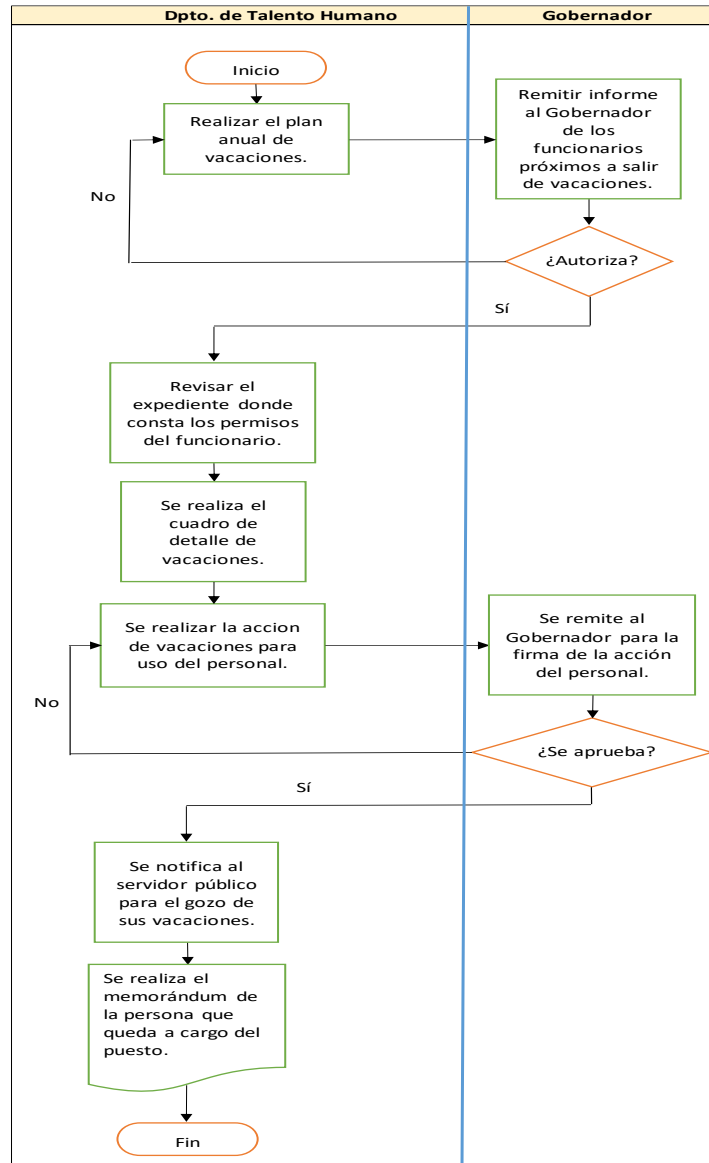 Dpto. de Talento Humano
Gobernador
Inicio
Realizar el plan
anual de
vacaciones.
Remitir informe
al Gobernador
de los
funcionarios
próximos a salir
de vacaciones.
No
¿Autoriza?
Sí
Revisar el
expediente donde
consta los permisos
del funcionario.
Se realiza el
cuadro de
detalle de
vacaciones.
Se realizar la accion
de vacaciones para
uso del personal.
Se remite al
Gobernador para la
firma de la acción
del personal.
No
¿Se aprueba?
Sí
Se notifica al
servidor público
para el gozo de
sus vacaciones.
Se realiza el
memorándum de
la persona que
queda a cargo del
puesto.
Fin